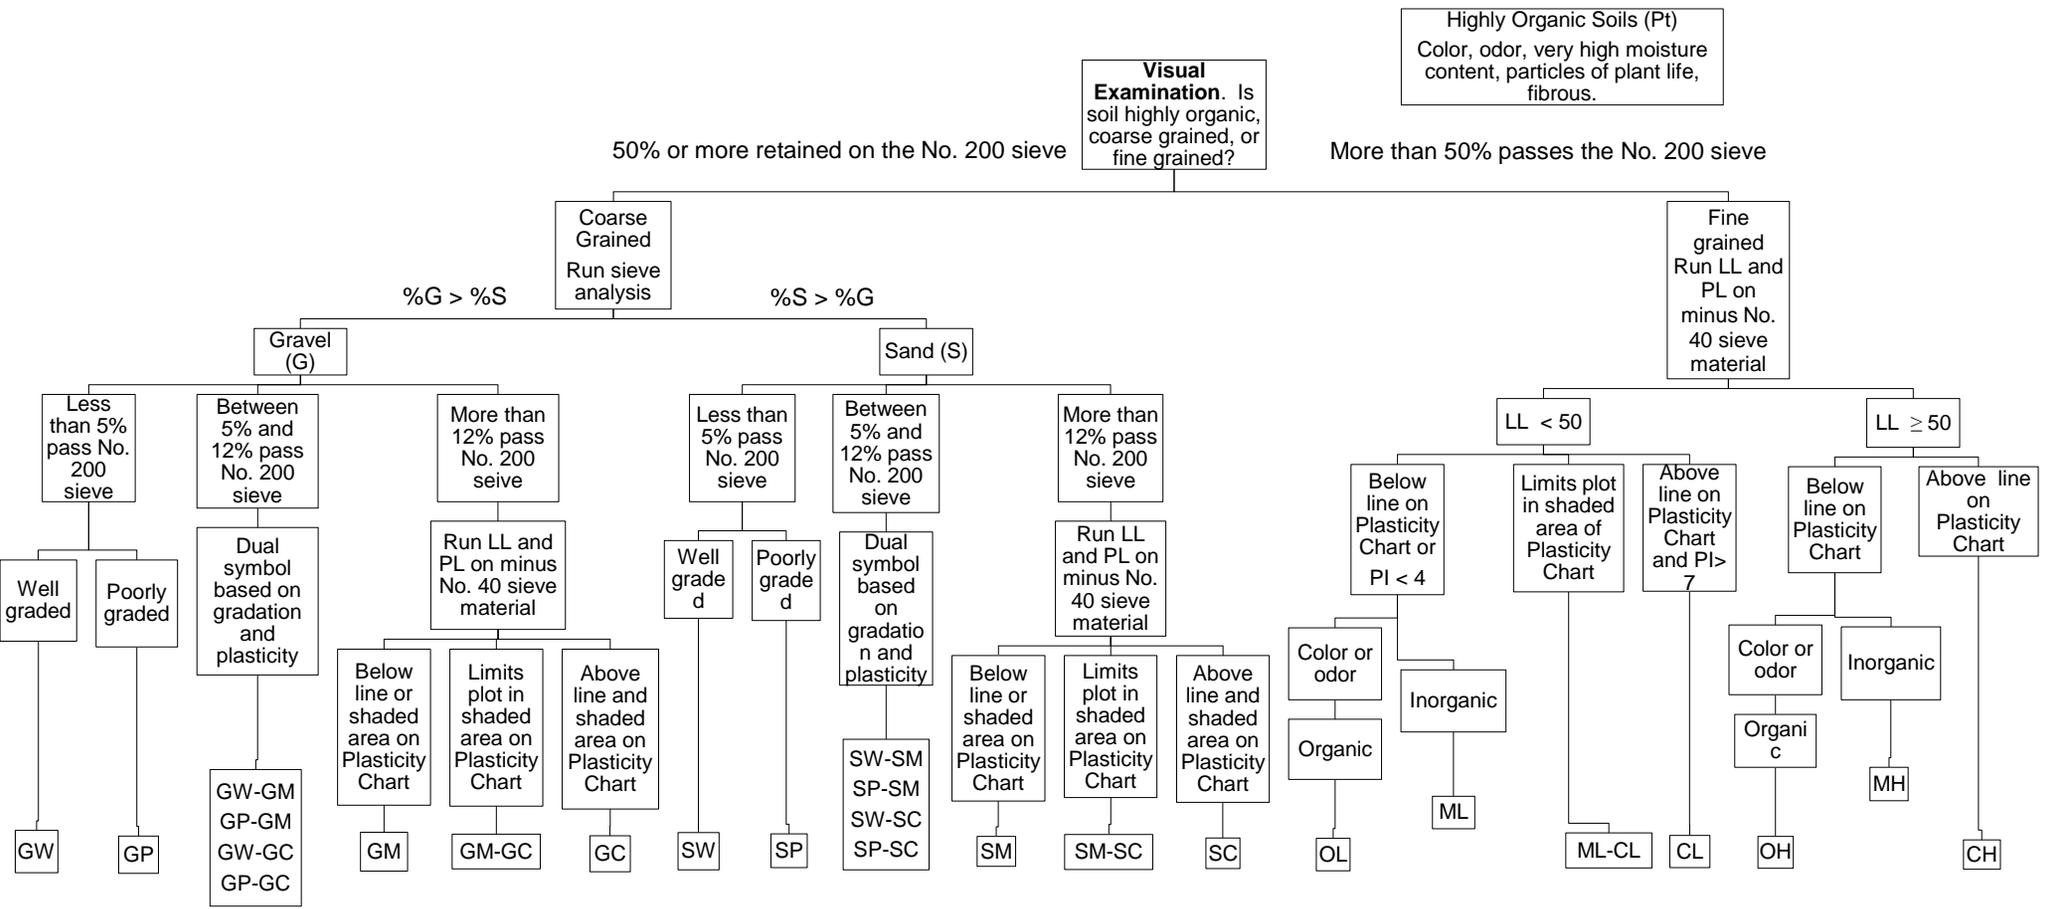 Highly Organic Soils (Pt)
Color, odor, very high moisture
content, particles of plant life,
fibrous.
Visual
Examination. Is
soil highly organic,
coarse grained, or
fine grained?
50% or more retained on the No. 200 sieve
More than 50% passes the No. 200 sieve
Coarse
Grained
Run sieve
analysis
Fine
grained
Run LL and
PL on
minus No.
40 sieve
material
%G > %S
%S > %G
Gravel
(G)
Sand (S)
Less
than 5%
pass No.
200
sieve
Between
5% and
12% pass
No. 200
sieve
More than
12% pass
No. 200
seive
Less than
5% pass
No. 200
sieve
Between
5% and
12% pass
No. 200
sieve
More than
12% pass
No. 200
sieve
LL < 50
LL ≥ 50
Below
line on
Plasticity
Chart or
PI < 4
Limits plot
in shaded
area of
Plasticity
Chart
Above
line on
Plasticity
Chart
and PI>
7
Below
line on
Plasticity
Chart
Above line
on
Plasticity
Chart
Well
graded
Poorly
graded
Dual
symbol
based on
gradation
and
plasticity
Run LL and
PL on minus
No. 40 sieve
material
Well
grade
d
Poorly
grade
d
Dual
symbol
based
on
gradatio
n and
plasticity
Run LL
and PL on
minus No.
40 sieve
material
Below
line or
shaded
area on
Plasticity
Chart
Limits
plot in
shaded
area on
Plasticity
Chart
Above
line and
shaded
area on
Plasticity
Chart
Below
line or
shaded
area on
Plasticity
Chart
Limits
plot in
shaded
area on
Plasticity
Chart
Above
line and
shaded
area on
Plasticity
Chart
Color or
odor
Inorganic
Organic
Color or
odor
Inorganic
Organi
c
GW
GP
GW-GM
GP-GM
GW-GC
GP-GC
GM
GM-GC
GC
SW
SP
SW-SM
SP-SM
SW-SC
SP-SC
SM
SM-SC
SC
OL
ML
ML-CL
CL
OH
MH
CH